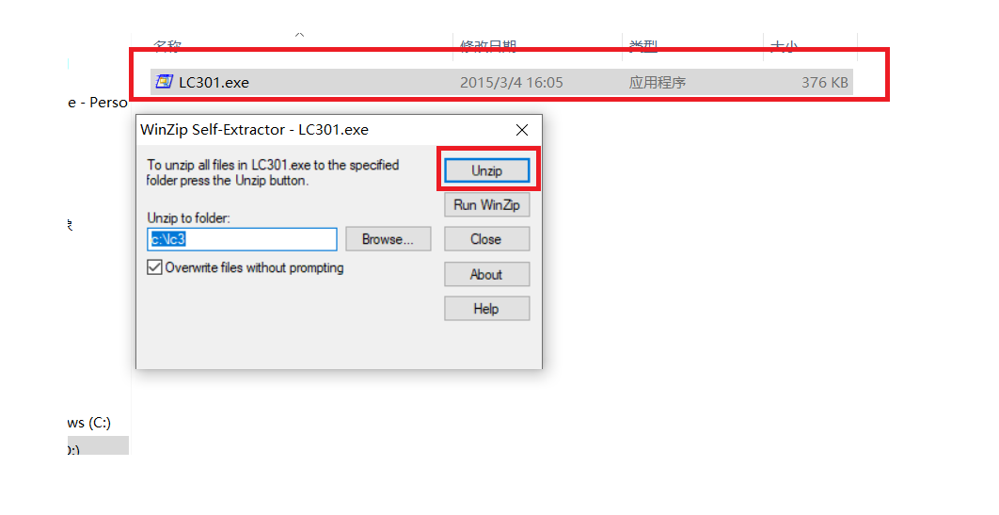 名称 修改日期 类型 大小
LC301.exe 2015/3/4 16:05 应用程序 376 KB
e - Perso
WinZip Self-Extractor - LC301.exe
To unzip all files in LC301.exe to the specified
folder press the Unzip button.
Unzip
Run WinZip
Unzip to folder:
c:\lc3
Browse...
Close
Overwrite files without prompting
About
Help
ws (C:)
):)